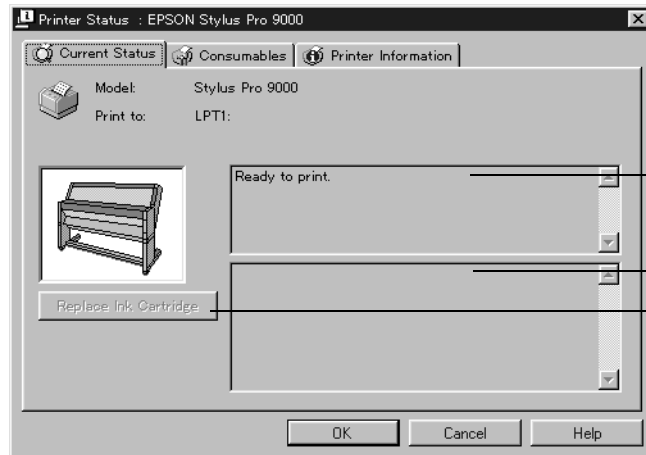 Printer Status : EPSON Stylus Pro 9000
Current Status Consumables Printer Information
Model: Stylus Pro 9000
Print to: LPT1:
Ready to print.
Replace Ink Cartridge
OK Cancel Help